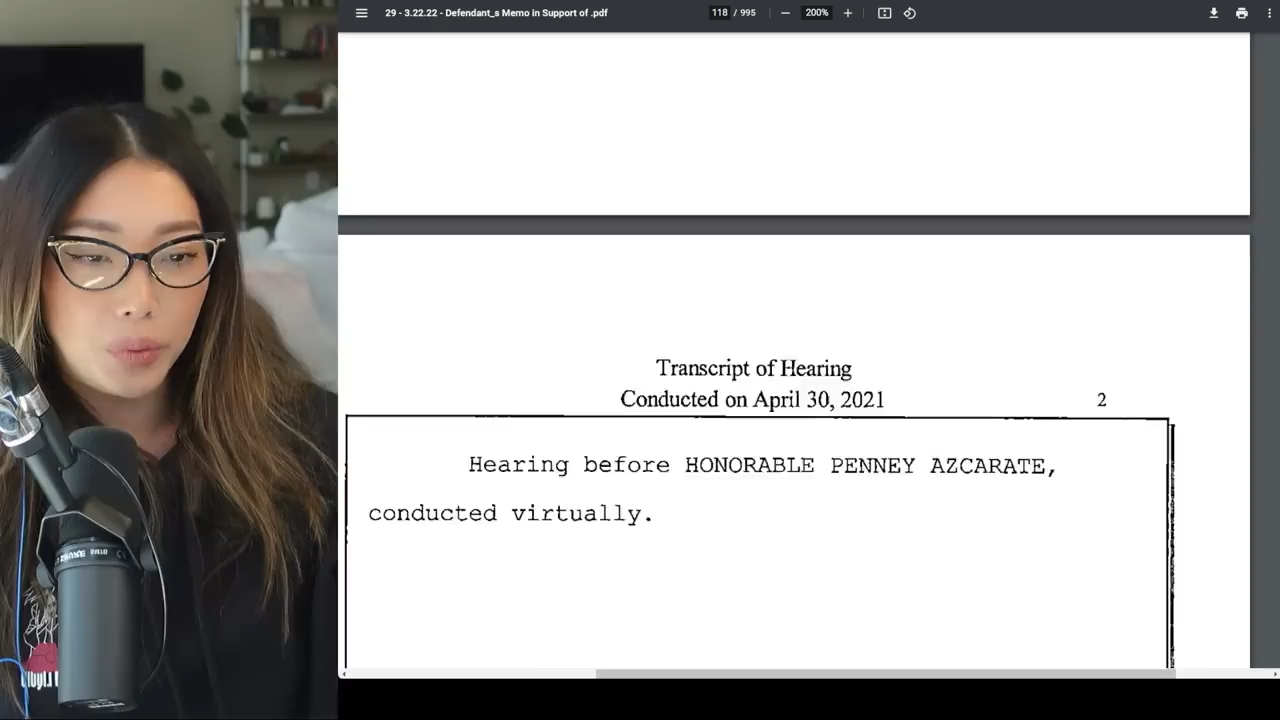 29 - 3.22.22 - Defendant_s Memo in Support of .pdf
118 / 995
200%
Transcript of Hearing
Conducted on April 30, 2021
2
Hearing before HONORABLE PENNEY AZCARATE,
conducted virtually.
SHURE